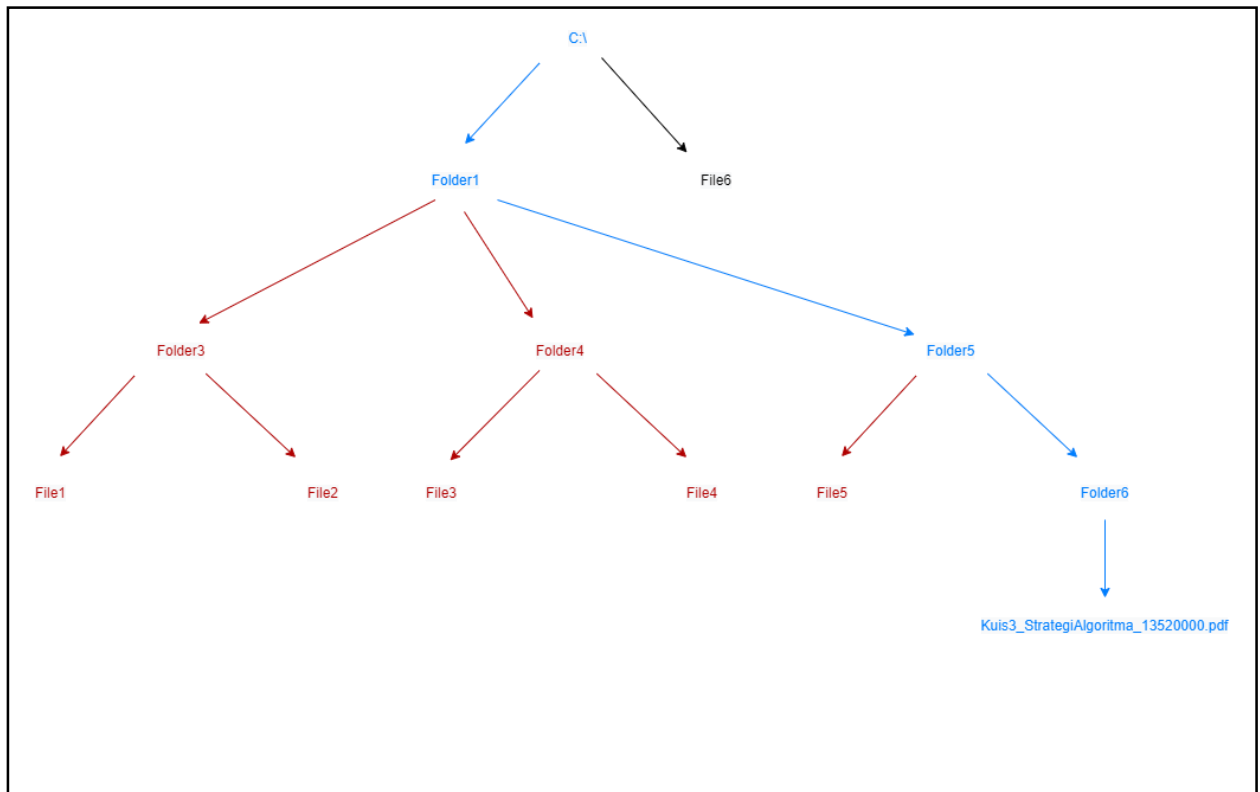 C:\
Folder1
File6
Folder3
Folder4
Folder5
File1
File2
File3
File4
File5
Folder6
Kuis3_StrategiAlgoritma_13520000.pdf